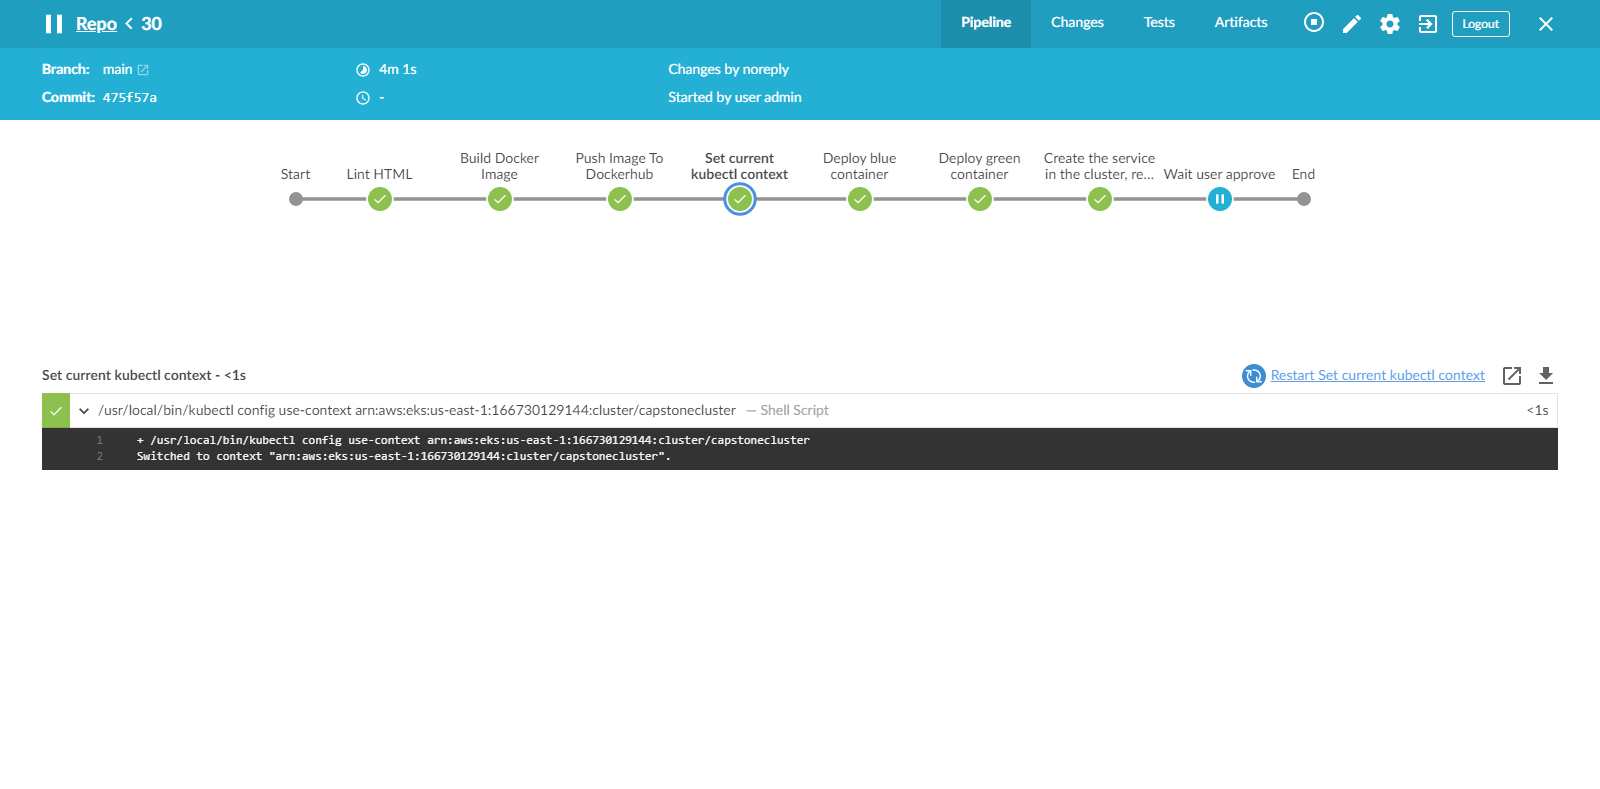 Repo < 30
Pipeline
Changes
Tests
Artifacts
Logout
Branch: main
4m 1s
Changes by noreply
Commit: 475f57a
-
Started by user admin
Start
Lint HTML
Build Docker
Image
Push Image To
Dockerhub
Set current
kubectl context
Deploy blue
container
Deploy green
container
Create the service
in the cluster, re...
Wait user approve
End
Set current kubectl context - <1s
Restart Set current kubectl context
/usr/local/bin/kubectl config use-context arn:aws:eks:us-east-1:166730129144:cluster/capstonecluster — Shell Script
<1s
1 + /usr/local/bin/kubectl config use-context arn:aws:eks:us-east-1:166730129144:cluster/capstonecluster
2 Switched to context "arn:aws:eks:us-east-1:166730129144:cluster/capstonecluster".